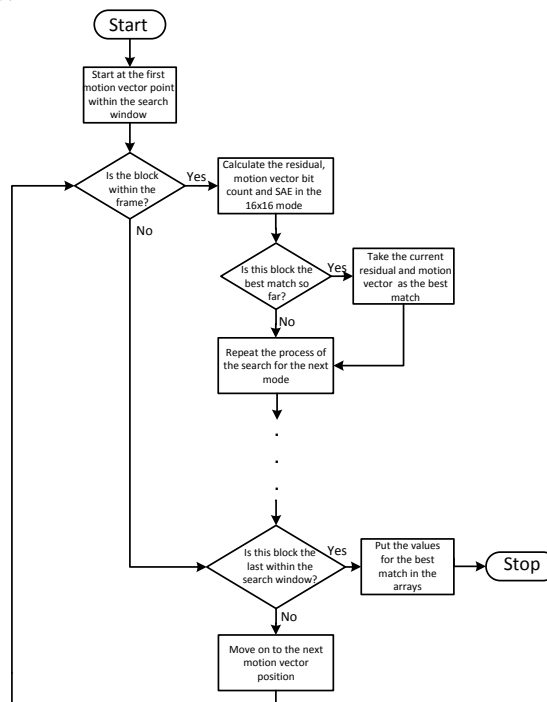 Start
Start at the first
motion vector point
within the search
window
Is the block
within the
frame?
Yes
No
Calculate the residual,
motion vector bit
count and SAE in the
16x16 mode
Is this block the
best match so
far?
Yes
No
Take the current
residual and motion
vector as the best
match
Repeat the process of
the search for the next
mode
.
.
.
Is this block the
last within the
search window?
Yes
No
Put the values
for the best
match in the
arrays
Stop
Move on to the next
motion vector
position